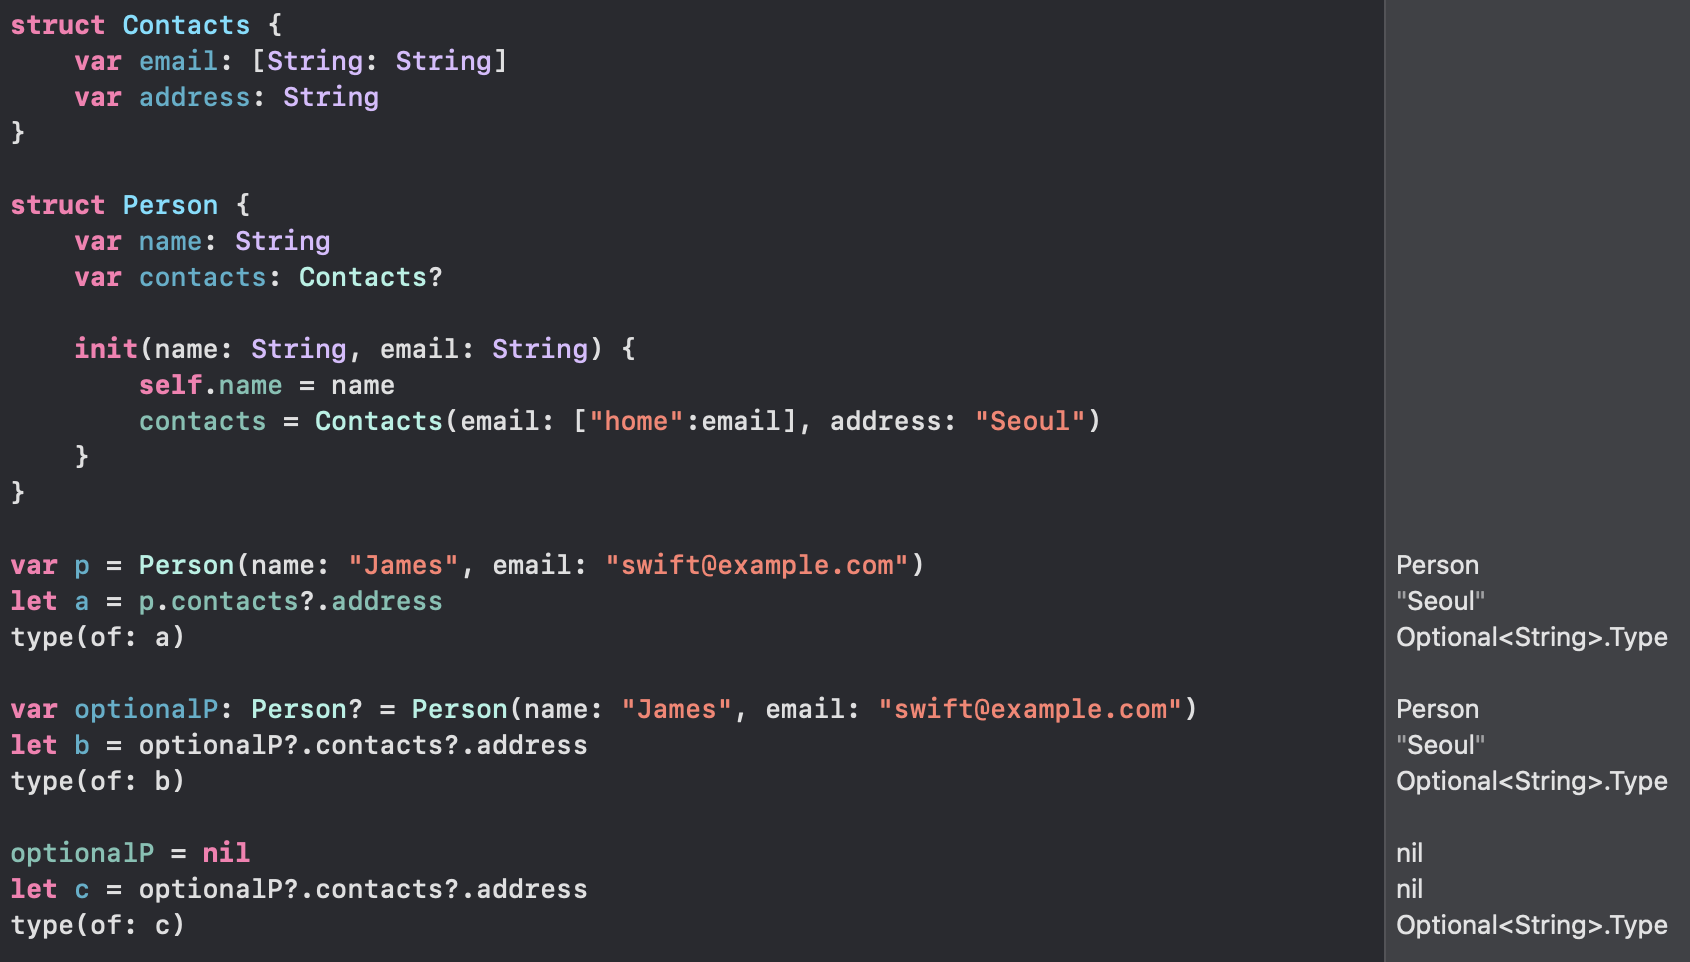 struct Contacts {
    var email: [String: String]
    var address: String
}
struct Person {
    var name: String
    var contacts: Contacts?
    init(name: String, email: String) {
        self.name = name
        contacts = Contacts(email: ["home":email], address: "Seoul")
    }
}
var p = Person(name: "James", email: "swift@example.com")
Person
let a = p.contacts?.address
"Seoul"
type(of: a)
Optional<String>.Type
var optionalP: Person? = Person(name: "James", email: "swift@example.com")
Person
let b = optionalP?.contacts?.address
"Seoul"
type(of: b)
Optional<String>.Type
optionalP = nil
nil
let c = optionalP?.contacts?.address
nil
type(of: c)
Optional<String>.Type